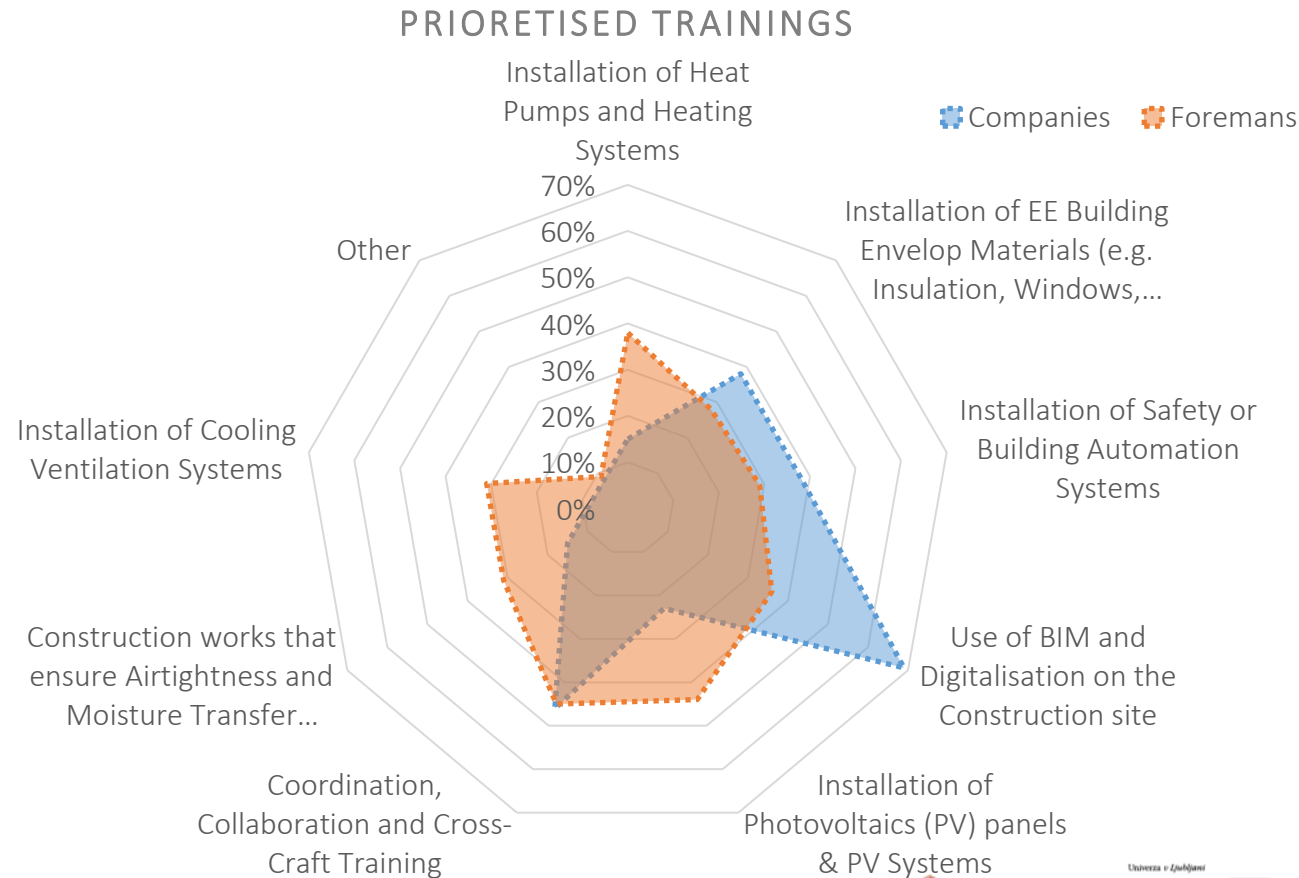 PRIORETISED TRAININGS
Installation of Heat
Pumps and Heating
Systems
Companies
Foremans
70%
60%
50%
40%
30%
20%
10%
0%
Installation of EE Building
Envelop Materials (e.g.
Insulation, Windows,...
Installation of Safety or
Building Automation
Systems
Use of BIM and
Digitalisation on the
Construction site
Installation of
Photovoltaics (PV) panels
& PV Systems
Coordination,
Collaboration and Cross-
Craft Training
Construction works that
ensure Airtightness and
Moisture Transfer...
Installation of Cooling
Ventilation Systems
Other
Univerza v Ljubljani